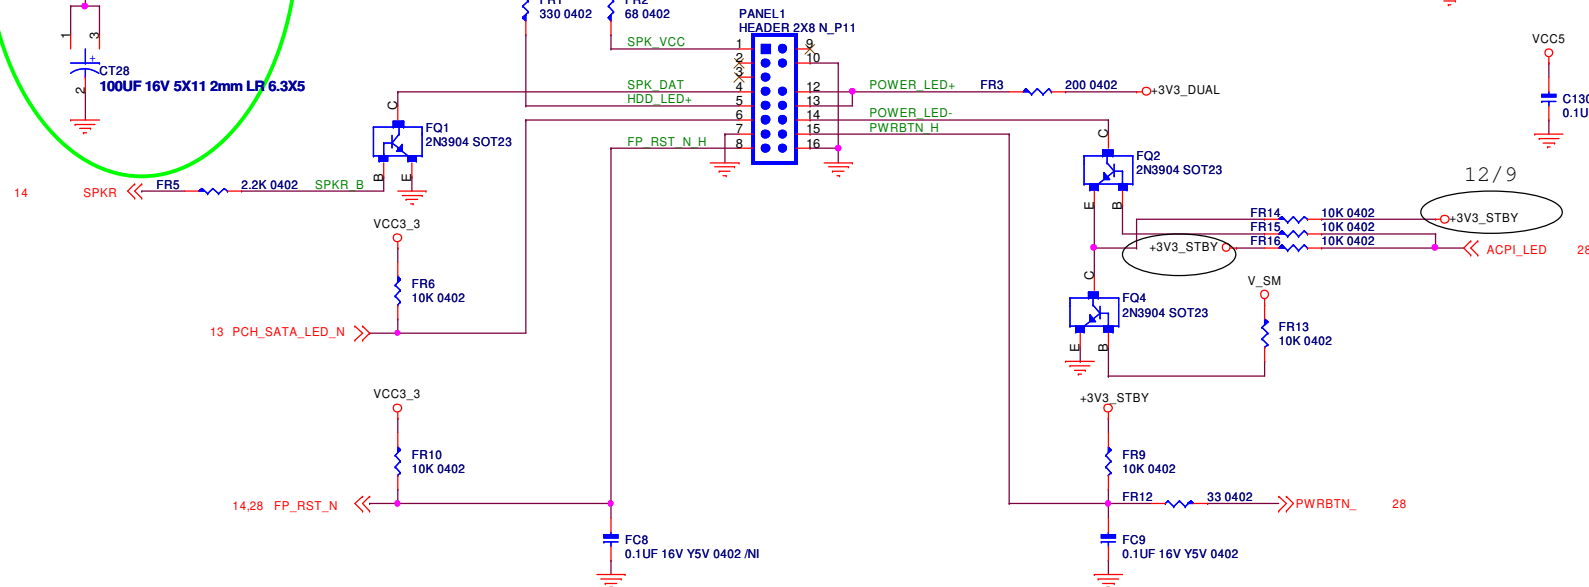 FR1
330 0402
FR2
68 0402
PANEL1
HEADER 2X8 N_P11
1
3
2
+
CT28
100UF 16V 5X11 2mm LR 6.3X5
SPK_VCC
1
2
3
4
5
6
7
8
9
10
12
13
14
15
16
SPK_DAT
HDD_LED+
FP_RST_N_H
POWER_LED+
FR3
200 0402
+3V3_DUAL
POWER_LED-
PWRBTN_H
VCC5
0.1U
C
FQ1
2N3904 SOT23
B
E
14
SPKR
FR5
2.2K 0402
SPKR_B
C
FQ2
2N3904 SOT23
E
B
12/9
FR14
10K 0402
+3V3_STBY
FR15
10K 0402
+3V3_STBY
FR16
10K 0402
ACPI_LED
28
VCC3_3
FR6
10K 0402
13 PCH_SATA_LED_N
C
FQ4
2N3904 SOT23
E
B
V_SM
FR13
10K 0402
VCC3_3
FR10
10K 0402
14,28 FP_RST_N
FC8
0.1UF 16V Y5V 0402 /NI
+3V3_STBY
FR9
10K 0402
FR12
33 0402
PWRBTN_
28
FC9
0.1UF 16V Y5V 0402